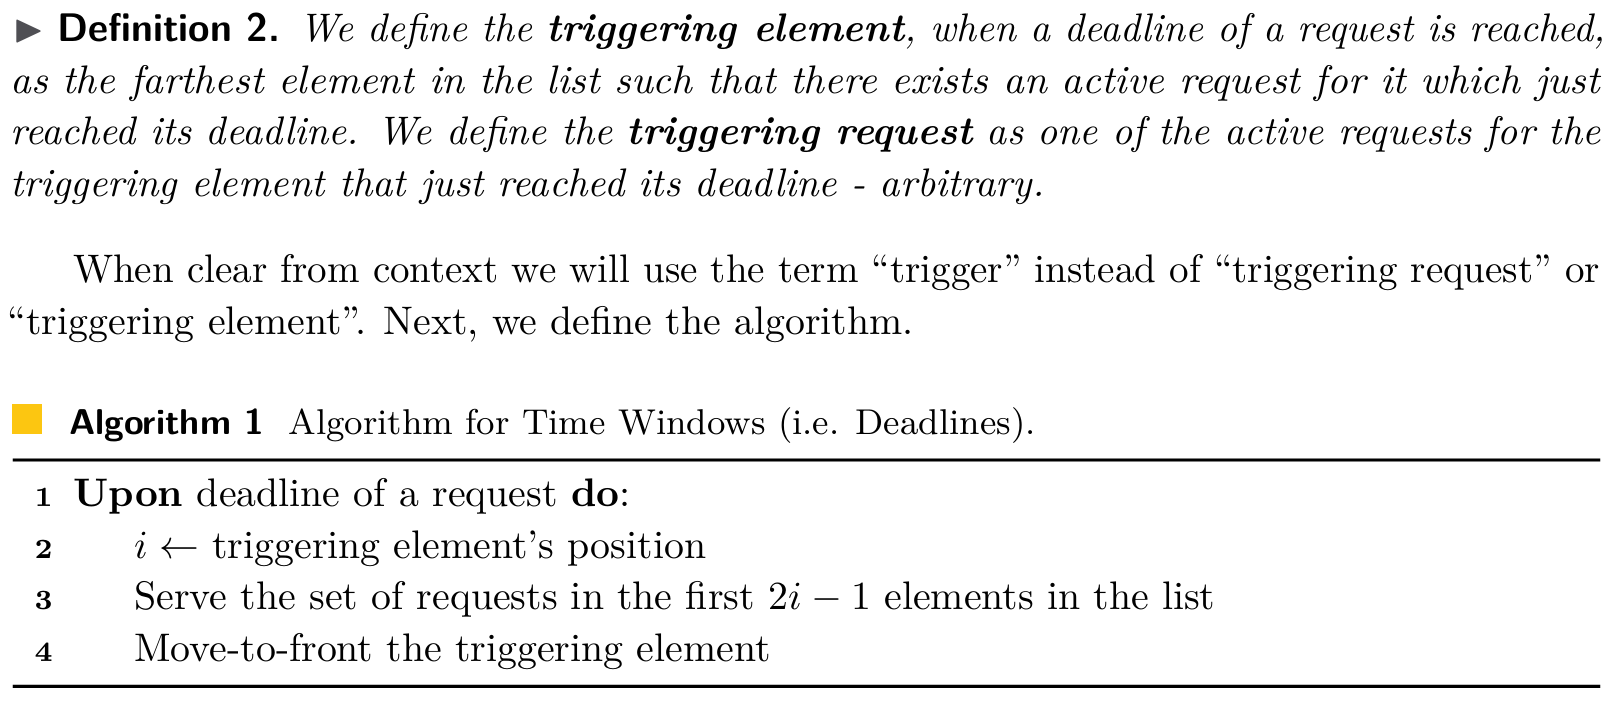 ▶ Definition 2. We define the triggering element, when a deadline of a request is reached,
as the farthest element in the list such that there exists an active request for it which just
reached its deadline. We define the triggering request as one of the active requests for the
triggering element that just reached its deadline - arbitrary.
When clear from context we will use the term “trigger” instead of “triggering request” or
“triggering element”. Next, we define the algorithm.
Algorithm 1 Algorithm for Time Windows (i.e. Deadlines).
1 Upon deadline of a request do:
2 i ← triggering element's position
3 Serve the set of requests in the first 2i − 1 elements in the list
4 Move-to-front the triggering element